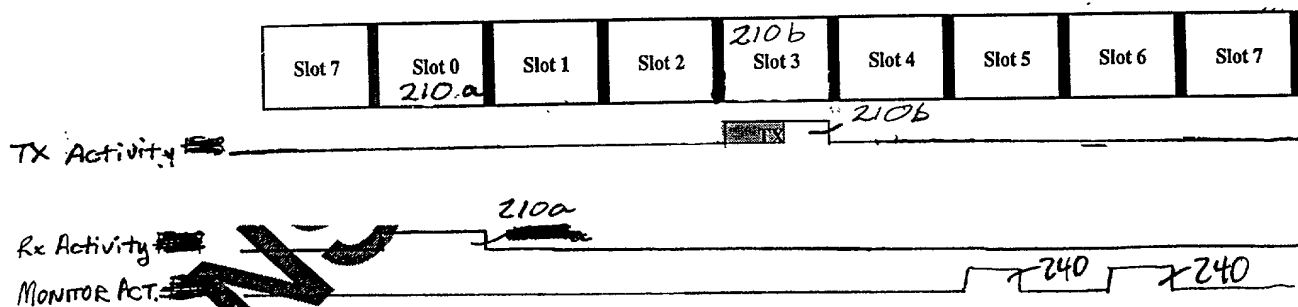 210b
Slot 7 Slot 0 Slot 1 Slot 2 Slot 3 Slot 4 Slot 5 Slot 6 Slot 7
210.a
210b
TX
TX Activity
210a
Rx Activity
240 240
MONITOR ACT.